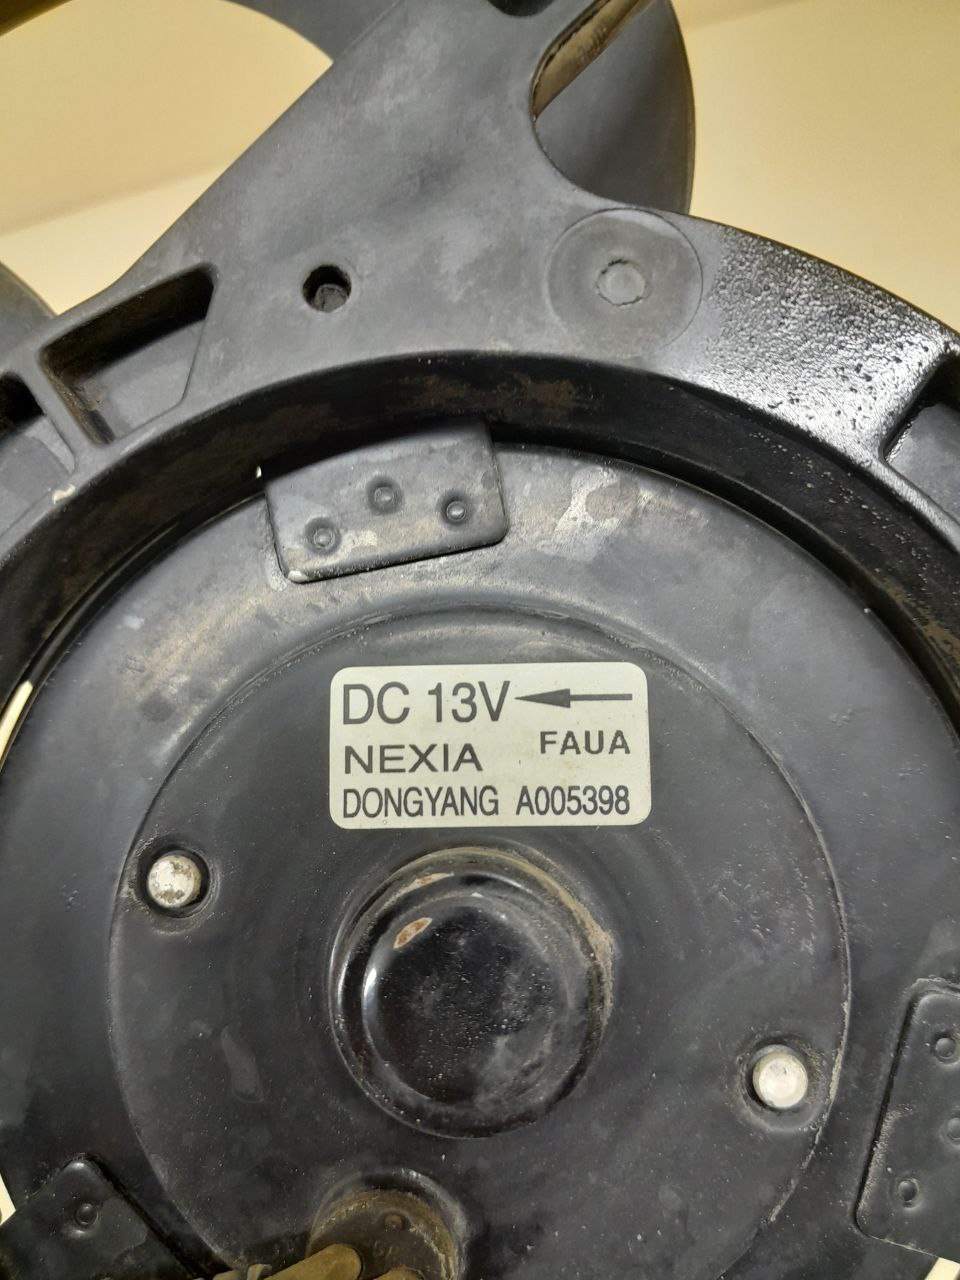 DC 13V
NEXIA FAUA
DONGYANG A005398